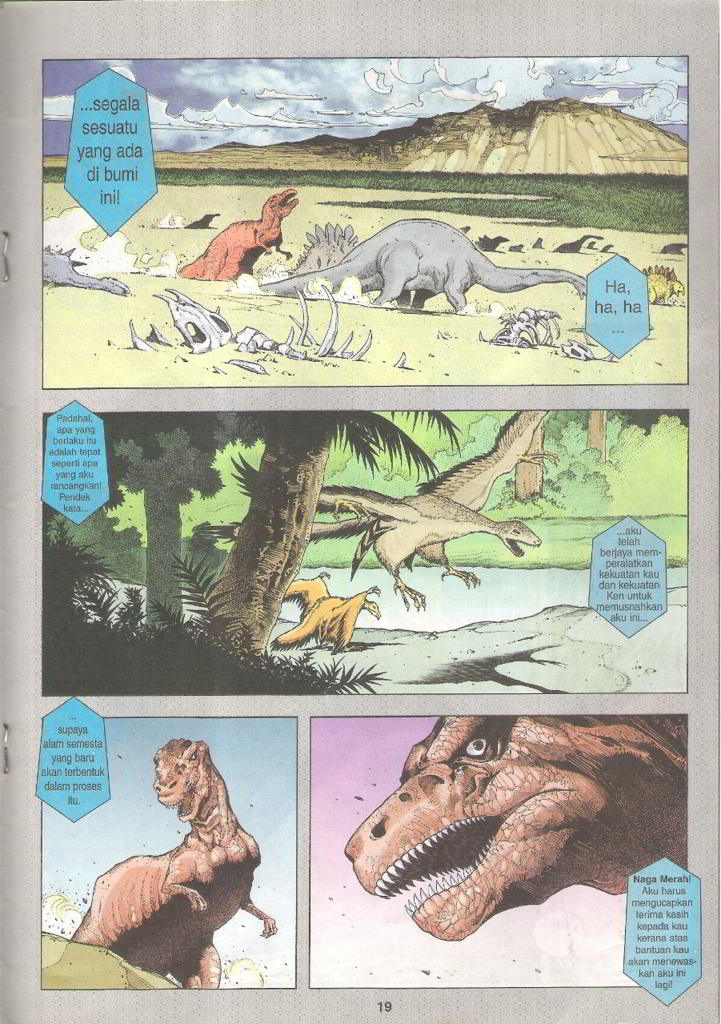 ...segala
sesuatu
yang ada
di bumi
ini!
Ha,
ha, ha
...
Padahal,
apa yang
berlaku itu
adalah tepat
seperti apa
yang aku
rancangkan!
Pendek
kata...
...aku
telah
berjaya mem-
peralatkan
kekuatan kau
dan kekuatan
Ken untuk
memusnahkan
aku ini...
...
supaya
alam semesta
yang baru
akan terbentuk
dalam proses
itu.
Naga Merah!
Aku harus
mengucapkan
terima kasih
kepada kau
kerana atas
bantuan kau
akan menewas-
kan aku ini
lagi!
19